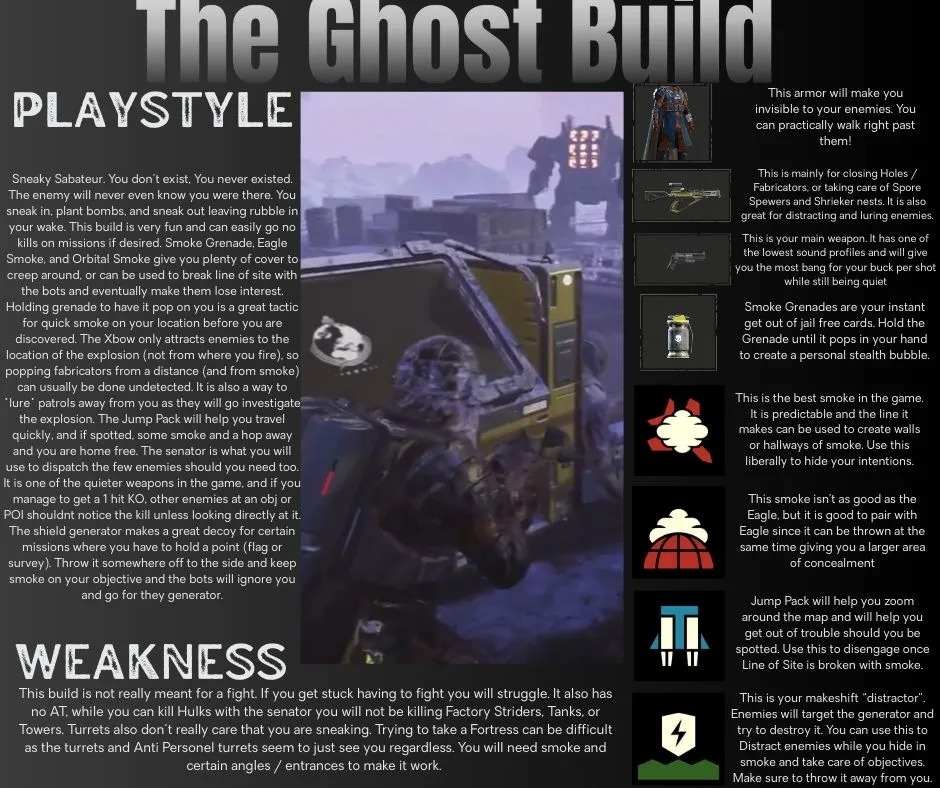 The Ghost Build
PLAYSTYLE
Sneaky Sabateur. You don't exist, You never existed.
The enemy will never even know you were there. You
sneak in, plant bombs, and sneak out leaving rubble in
your wake. This build is very fun and can easily go no
kills on missions if desired. Smoke Grenade, Eagle
Smoke, and Orbital Smoke give you plenty of cover to
creep around, or can be used to break line of site with
the bots and eventually make them lose interest.
Holding grenade to have it pop on you is a great tactic
for quick smoke on your location before you are
discovered. The Xbow only attracts enemies to the
location of the explosion (not from where you fire), so
popping fabricators from a distance (and from smoke)
can usually be done undetected. It is also a way to
"lure" patrols away from you as they will go investigate
the explosion. The Jump Pack will help you travel
quickly, and if spotted, some smoke and a hop away
and you are home free. The senator is what you will
use to dispatch the few enemies should you need too.
It is one of the quieter weapons in the game, and if you
manage to get a 1 hit KO, other enemies at an obj or
POI shouldnt notice the kill unless looking directly at it.
The shield generator makes a great decoy for certain
missions where you have to hold a point (flag or
survey). Throw it somewhere off to the side and keep
smoke on your objective and the bots will ignore you
and go for they generator.
WEAKNESS
This build is not really meant for a fight. If you get stuck having to fight you will struggle. It also has
no AT, while you can kill Hulks with the senator you will not be killing Factory Striders, Tanks, or
Towers. Turrets also don't really care that you are sneaking. Trying to take a Fortress can be difficult
as the turrets and Anti Personel turrets seem to just see you regardless. You will need smoke and
certain angles / entrances to make it work.
This armor will make you
invisible to your enemies. You
can practically walk right past
them!
This is mainly for closing Holes /
Fabricators, or taking care of Spore
Spewers and Shrieker nests. It is also
great for distracting and luring enemies.
This is your main weapon. It has one of
the lowest sound profiles and will give
you the most bang for your buck per shot
while still being quiet
Smoke Grenades are your instant
get out of jail free cards. Hold the
Grenade until it pops in your hand
to create a personal stealth bubble.
This is the best smoke in the game.
It is predictable and the line it
makes can be used to create walls
or hallways of smoke. Use this
liberally to hide your intentions.
This smoke isn't as good as the
Eagle, but it is good to pair with
Eagle since it can be thrown at the
same time giving you a larger area
of concealment
Jump Pack will help you zoom
around the map and will help you
get out of trouble should you be
spotted. Use this to disengage once
Line of Site is broken with smoke.
This is your makeshift "distractor".
Enemies will target the generator and
try to destroy it. You can use this to
Distract enemies while you hide in
smoke and take care of objectives.
Make sure to throw it away from you.